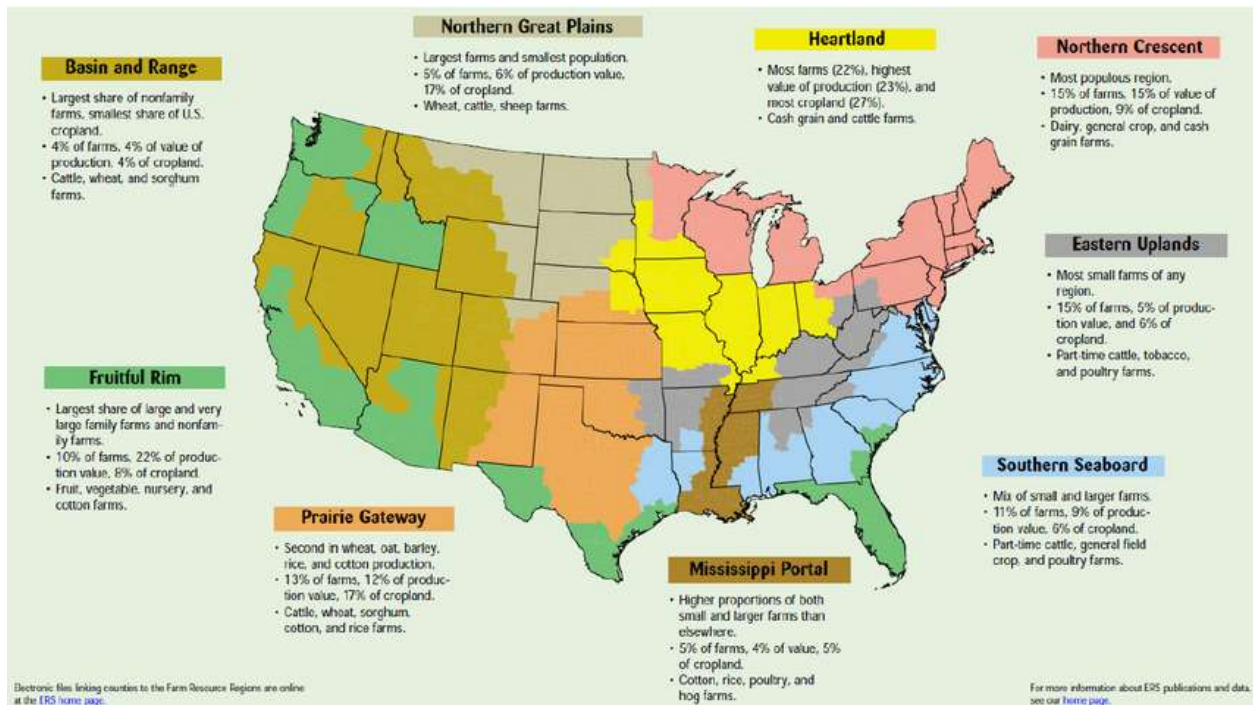 Northern Great Plains
• Largest farms and smallest population.
• 5% of farms, 6% of production value,
17% of cropland.
• Wheat, cattle, sheep farms.
Heartland
• Most farms (22%), highest
value of production (23%), and
most cropland (27%).
• Cash grain and cattle farms.
Northern Crescent
• Most populous region.
• 15% of farms, 15% of value of
production, 9% of cropland.
• Dairy, general crop, and cash
grain farms.
Basin and Range
• Largest share of nonfamily
farms, smallest share of U.S.
cropland.
• 4% of farms, 4% of value of
production, 4% of cropland.
• Cattle, wheat, and sorghum
farms.
Eastern Uplands
• Most small farms of any
region.
• 15% of farms, 5% of produc-
tion value, and 6% of
cropland.
• Part-time cattle, tobacco,
and poultry farms.
Fruitful Rim
• Largest share of large and very
large family farms and nonfam-
ily farms.
• 10% of farms, 22% of produc-
tion value, 8% of cropland.
• Fruit, vegetable, nursery, and
cotton farms.
Southern Seaboard
• Mix of small and larger farms.
• 11% of farms, 9% of produc-
tion value, 6% of cropland.
• Part-time cattle, general field
crop, and poultry farms.
Prairie Gateway
• Second in wheat, oat, barley,
rice, and cotton production.
• 13% of farms, 12% of produc-
tion value, 17% of cropland.
• Cattle, wheat, sorghum,
cotton, and rice farms.
Mississippi Portal
• Higher proportions of both
small and larger farms than
elsewhere.
• 5% of farms, 4% of value, 5%
of cropland.
• Cotton, rice, poultry, and
hog farms.
Electronic files linking counties to the Farm Resource Regions are online
at the ERS home page.
For more information about ERS publications and data,
see our home page.